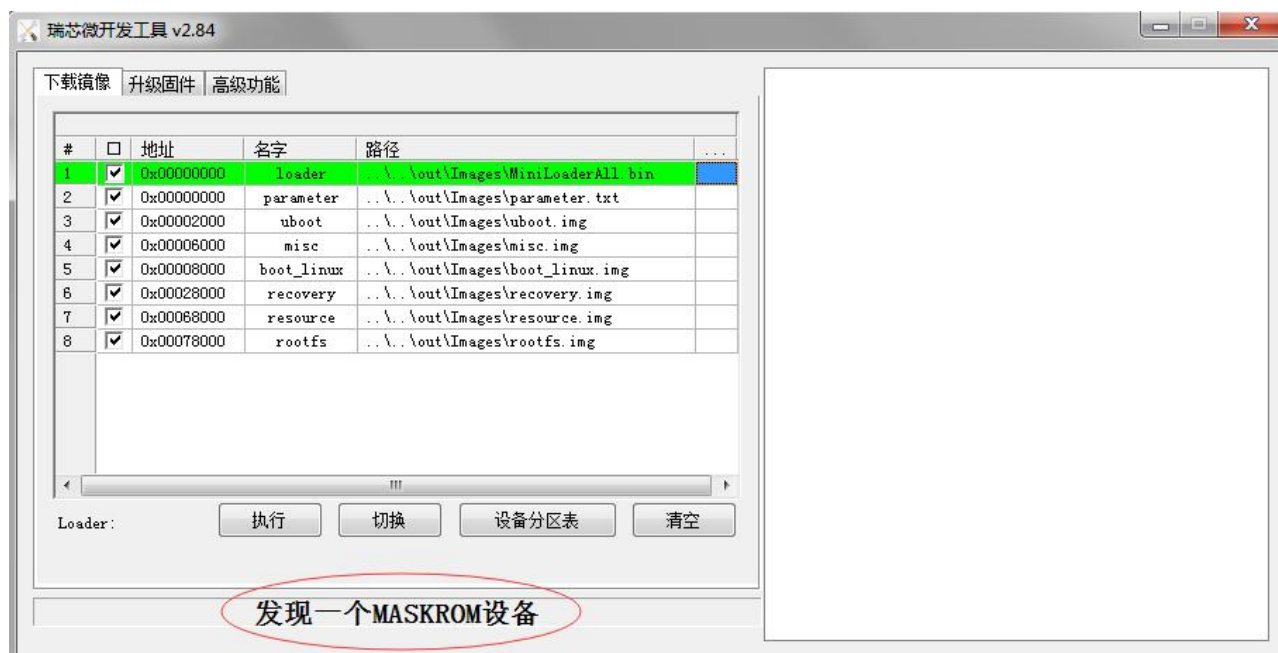 瑞芯微开发工具 v2.84
下载镜像 升级固件 高级功能
# 地址 名字 路径 ...
1 0x00000000 loader ..\..\out\Images\MiniLoaderAll.bin
2 0x00000000 parameter ..\..\out\Images\parameter.txt
3 0x00002000 uboot ..\..\out\Images\uboot.img
4 0x00006000 misc ..\..\out\Images\misc.img
5 0x00008000 boot_linux ..\..\out\Images\boot_linux.img
6 0x00028000 recovery ..\..\out\Images\recovery.img
7 0x00068000 resource ..\..\out\Images\resource.img
8 0x00078000 rootfs ..\..\out\Images\rootfs.img
Loader: 执行 切换 设备分区表 清空
发现一个MASKROM设备